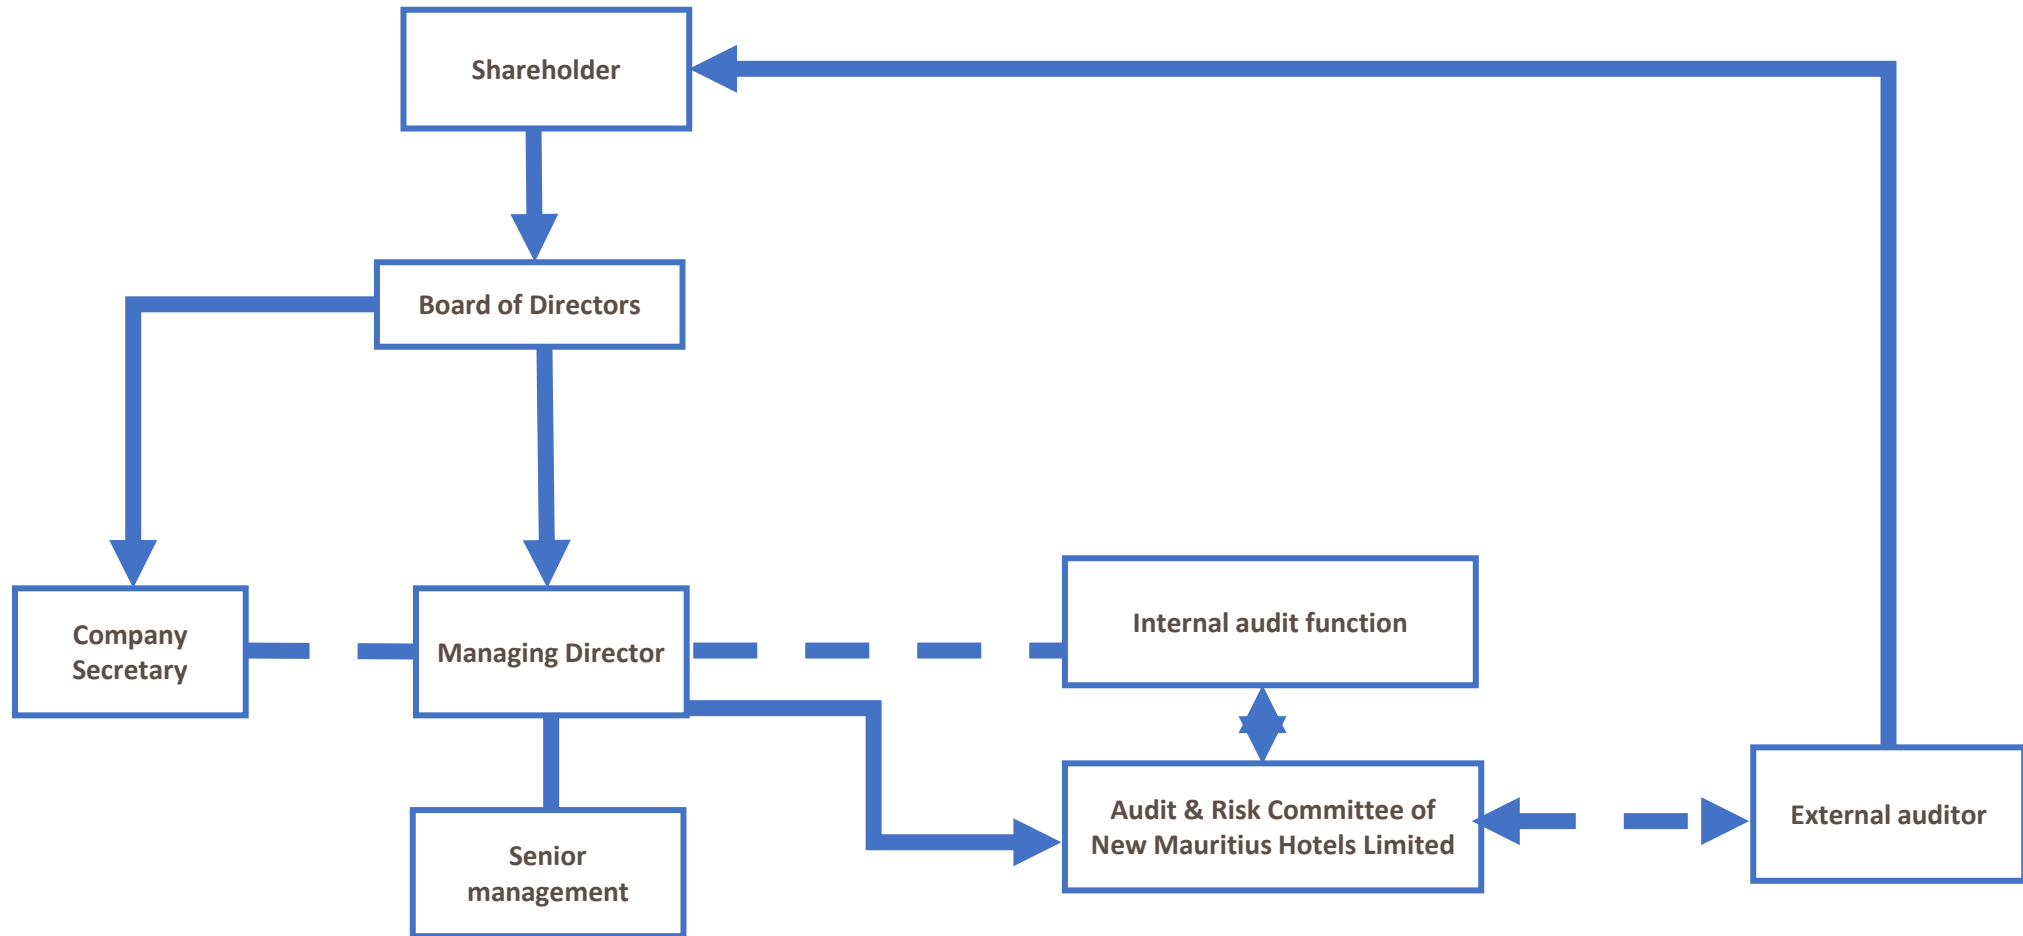 Shareholder
Board of Directors
Company
Secretary
Managing Director
Internal audit function
Senior
management
Audit & Risk Committee of
New Mauritius Hotels Limited
External auditor